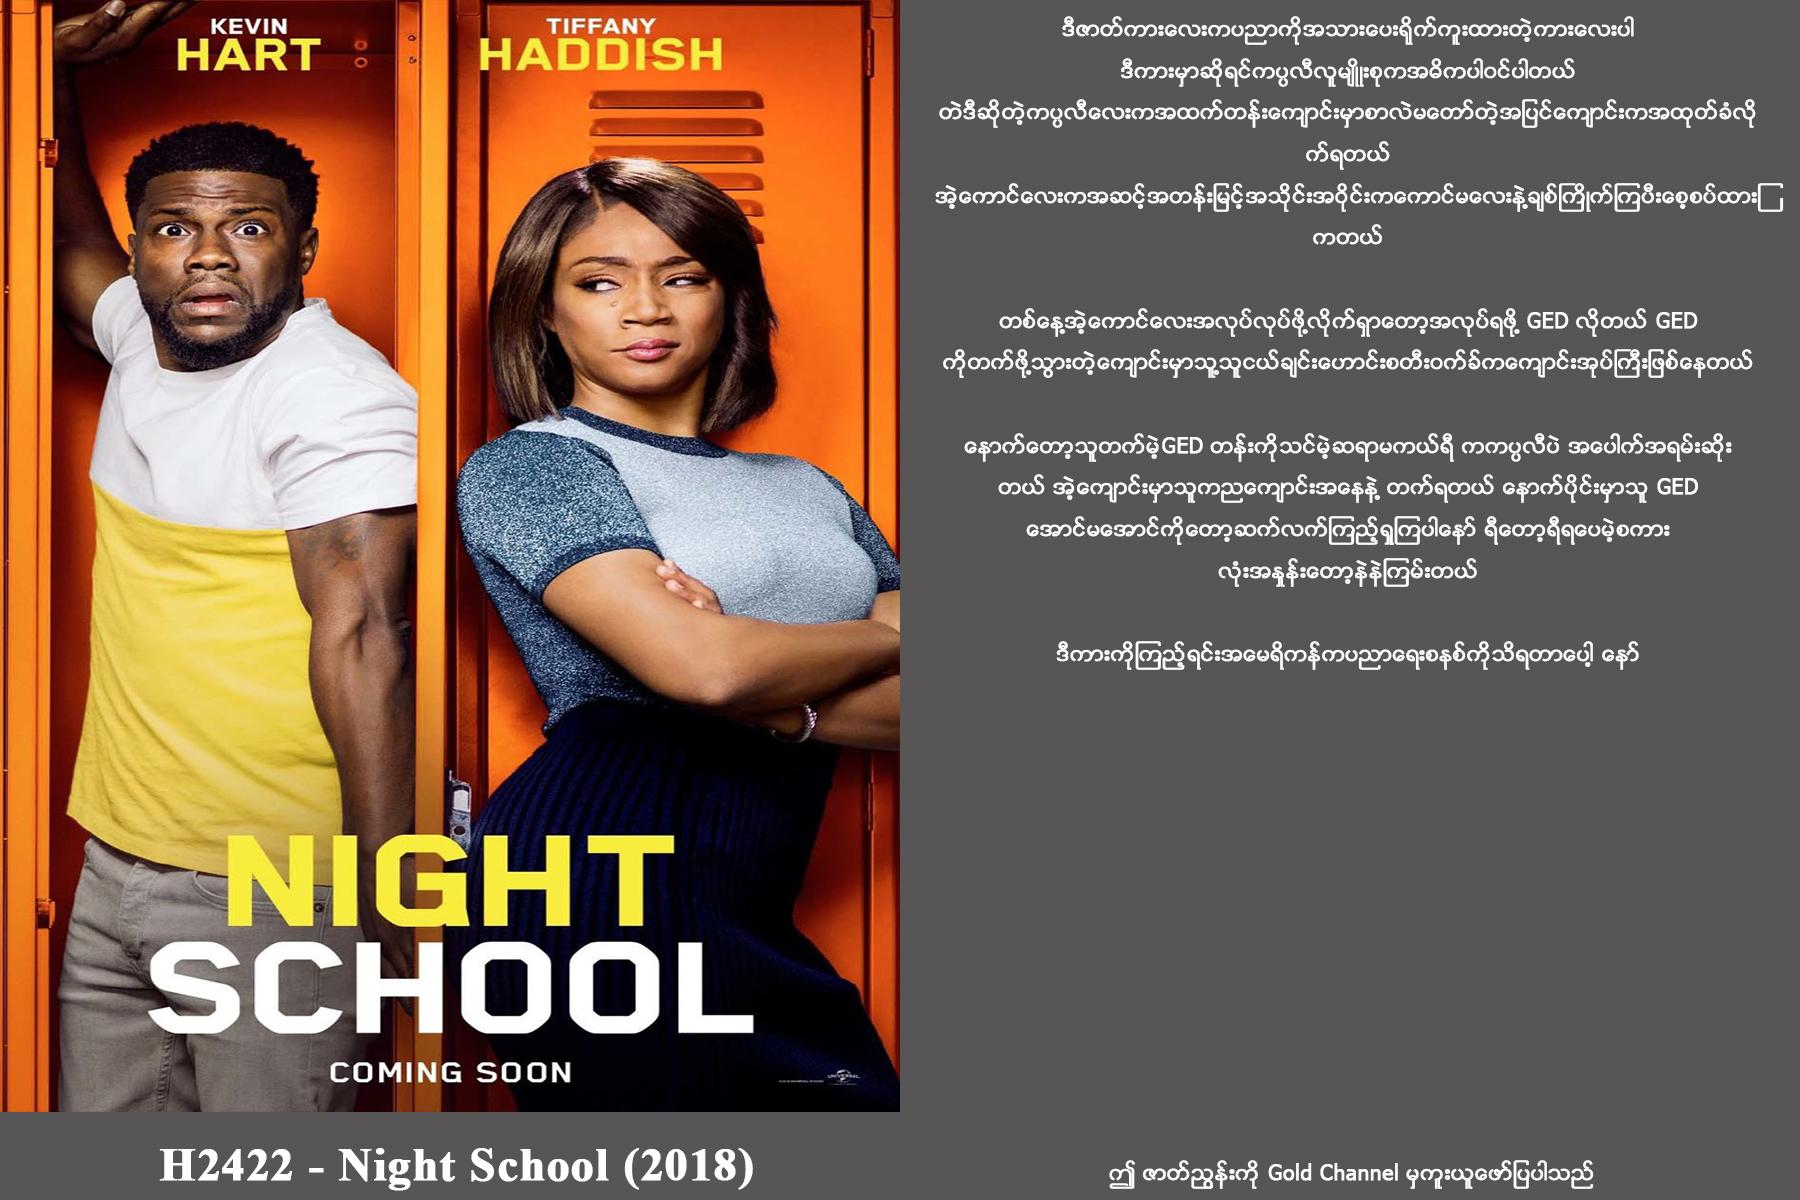 KEVIN
HART
TIFFANY
HADDISH
NIGHT
SCHOOL
COMING SOON
UNIVERSAL
H2422 - Night School (2018)
ဒီဇာတ်ကားလေးကပညာကိုအသားပေးရိုက်ကူးထားတဲ့ကားလေးပါ
ဒီကားမှာဆိုရင်ကပ္ပလီလူမျိုးစုကအဓိကပါဝင်ပါတယ်
တဲဒီဆိုတဲ့ကပ္ပလီလေးကအထက်တန်းကျောင်းမှာစာလဲမတော်တဲ့အပြင်ကျောင်းကအထုတ်ခံလို
က်ရတယ်
အဲ့ကောင်လေးကအဆင့်အတန်းမြင့်အသိုင်းအဝိုင်းကကောင်မလေးနဲ့ချစ်ကြိုက်ကြပီးစေ့စပ်ထားကြ
ကတယ်
တစ်နေ့အဲ့ကောင်လေးအလုပ်လုပ်ဖို့လိုက်ရှာတော့အလုပ်ရဖို့ GED လိုတယ် GED
ကိုတက်ဖို့သွားတဲ့ကျောင်းမှာသူ့သူငယ်ချင်းဟောင်းစတီးဝက်ခ်ကကျောင်းအုပ်ကြီးဖြစ်နေတယ်
နောက်တော့သူတက်မဲ့GED တန်းကိုသင်မဲ့ဆရာမကယ်ရီ ကကပ္ပလီပဲ အပေါက်အရမ်းဆိုး
တယ် အဲ့ကျောင်းမှာသူကညကျောင်းအနေနဲ့ တက်ရတယ် နောက်ပိုင်းမှာသူ GED
အောင်မအောင်ကိုတော့ဆက်လက်ကြည့်ရှုကြပါနော် ရီတော့ရီရပေမဲ့စကား
လုံးအနှုန်းတော့နဲနဲကြမ်းတယ်
ဒီကားကိုကြည့်ရင်းအမေရိကန်ကပညာရေးစနစ်ကိုသိရတာပေါ့ နော်
ဤ ဇာတ်ညွှန်းကို Gold Channel မှကူးယူဖော်ပြပါသည်